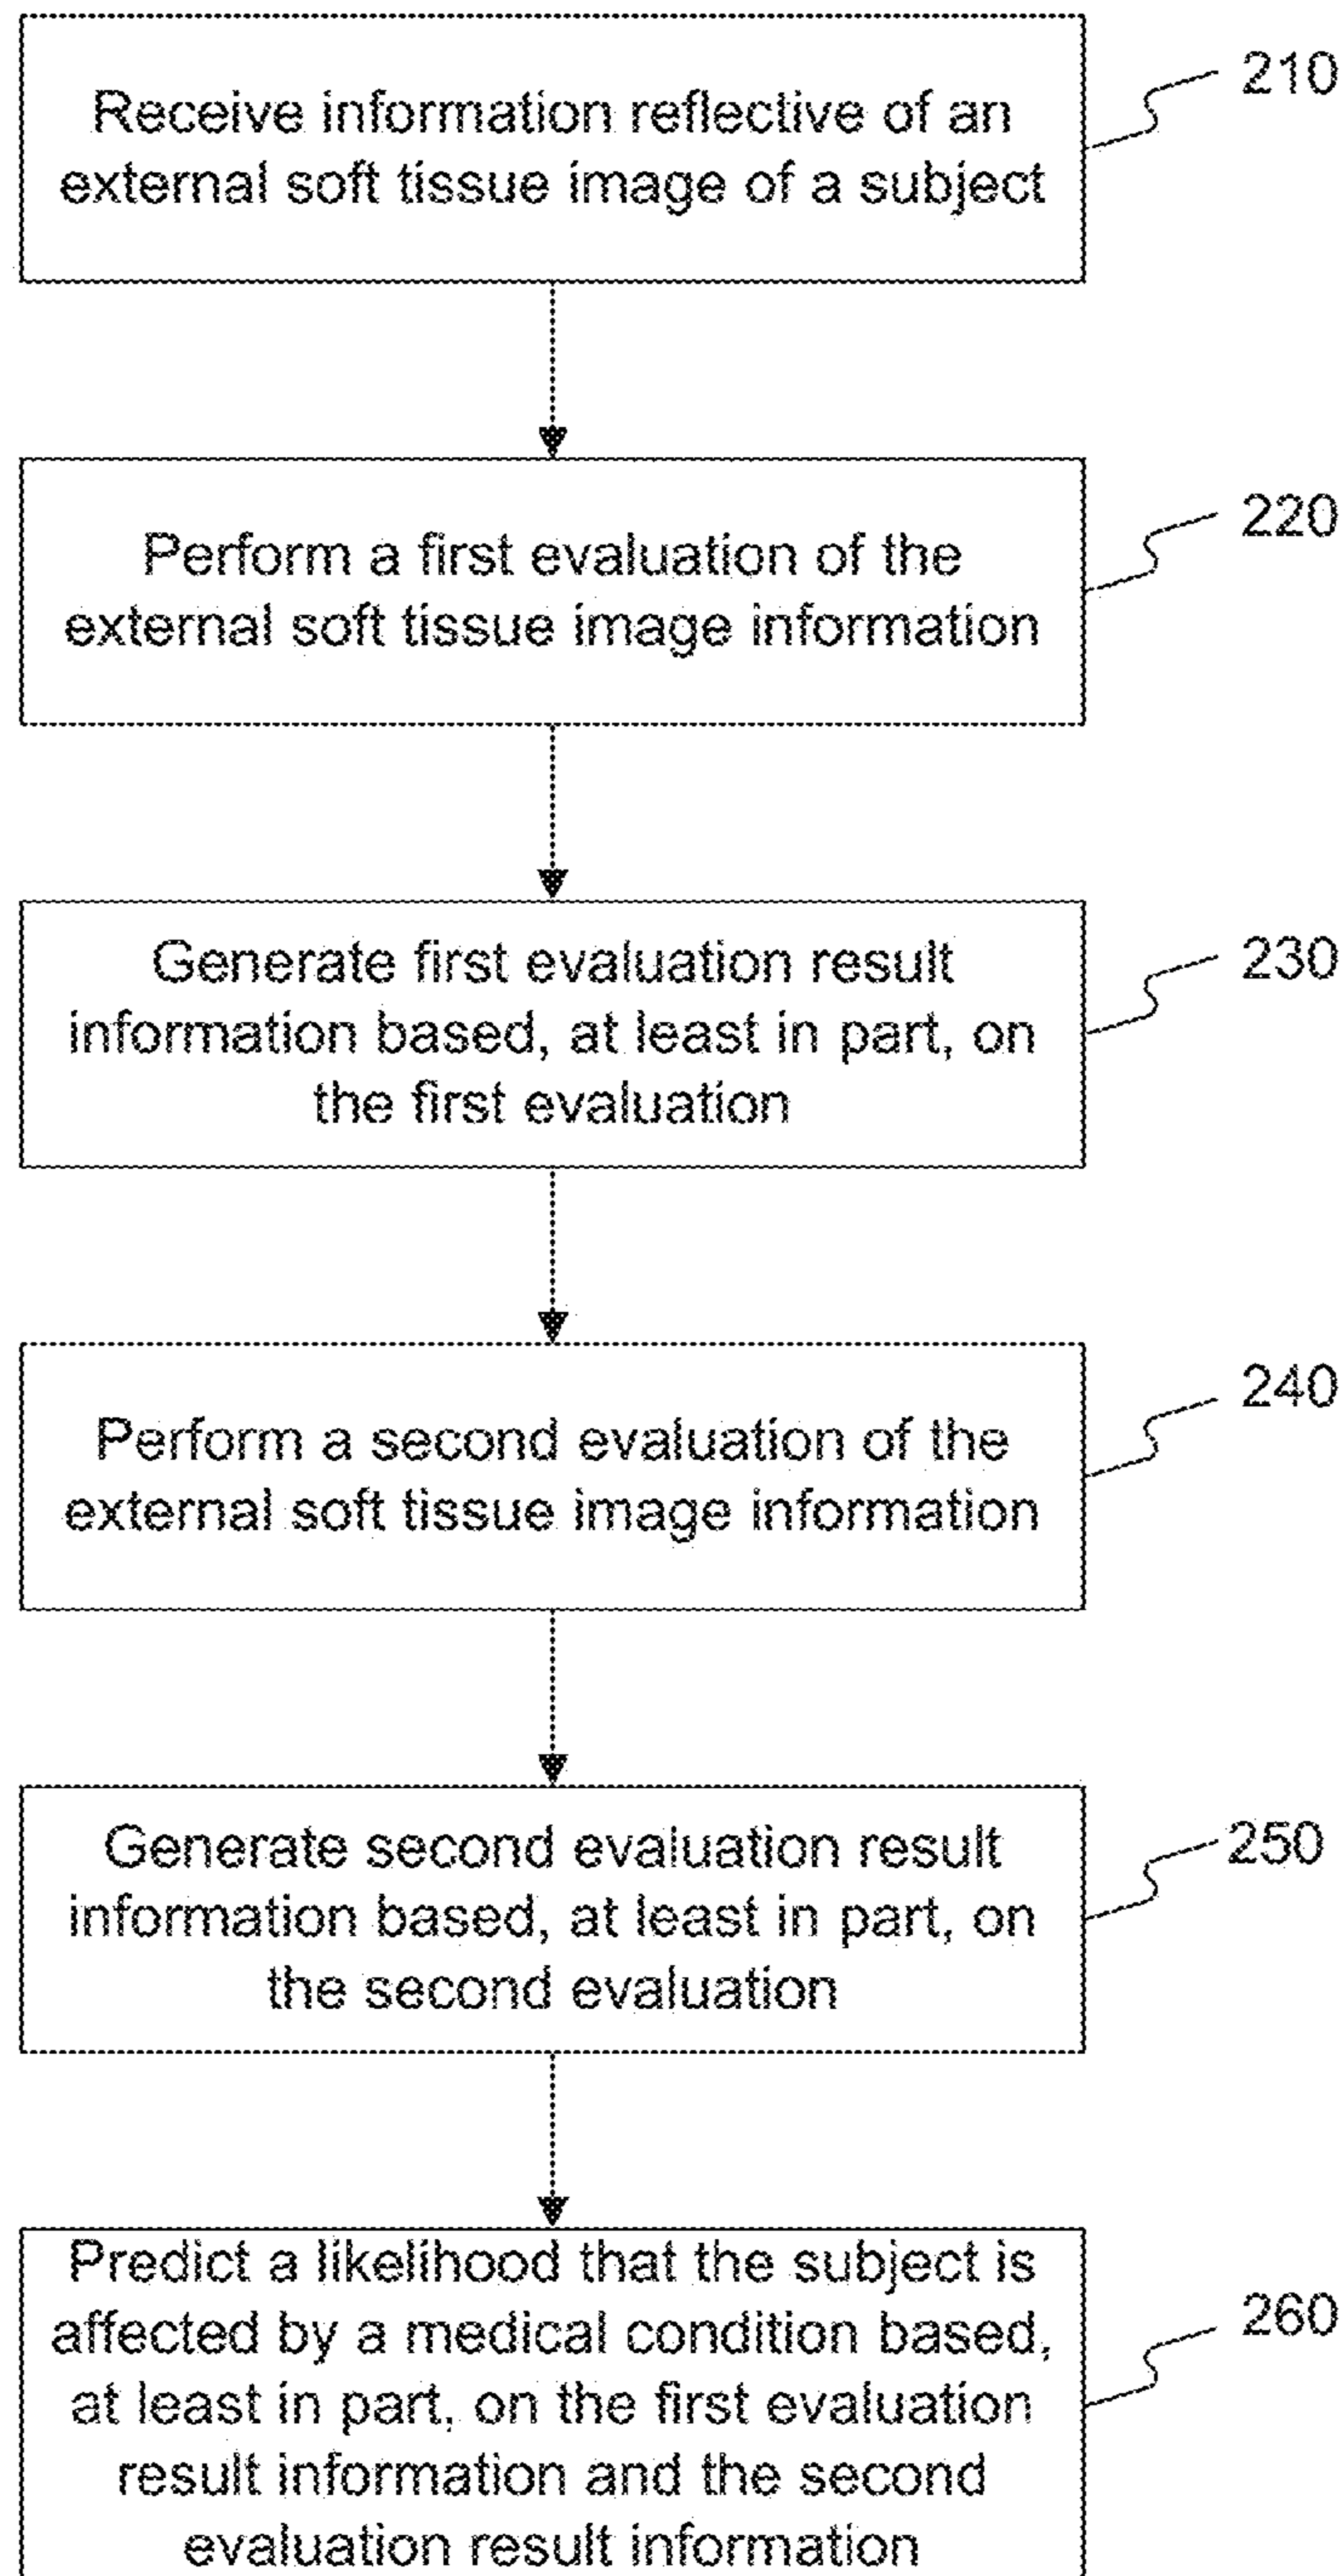 Receive information reflective of an
external soft tissue image of a subject
210
Perform a first evaluation of the
external soft tissue image information
220
Generate first evaluation result
information based, at least in part, on
the first evaluation
230
Perform a second evaluation of the
external soft tissue image information
240
Generate second evaluation result
information based, at least in part, on
the second evaluation
250
Predict a likelihood that the subject is
affected by a medical condition based,
at least in part, on the first evaluation
result information and the second
evaluation result information
260